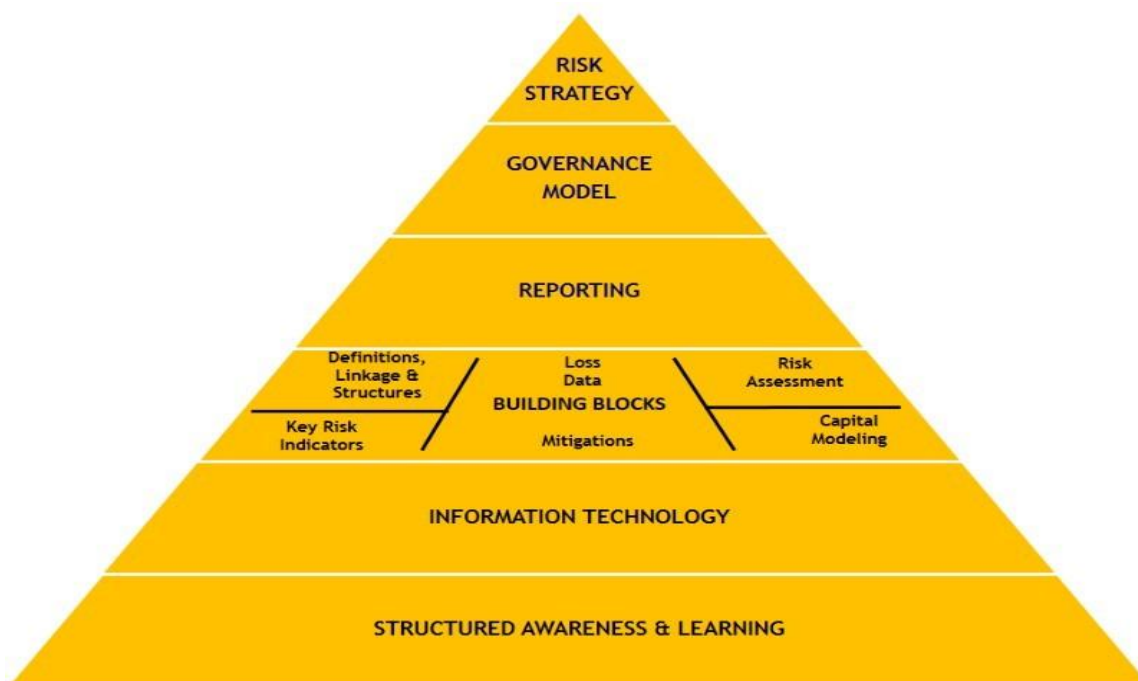 RISK
STRATEGY
GOVERNANCE
MODEL
REPORTING
Definitions,
Linkage &
Structures
Key Risk
Indicators
Loss
Data
BUILDING BLOCKS
Mitigations
Risk
Assessment
Capital
Modeling
INFORMATION TECHNOLOGY
STRUCTURED AWARENESS & LEARNING